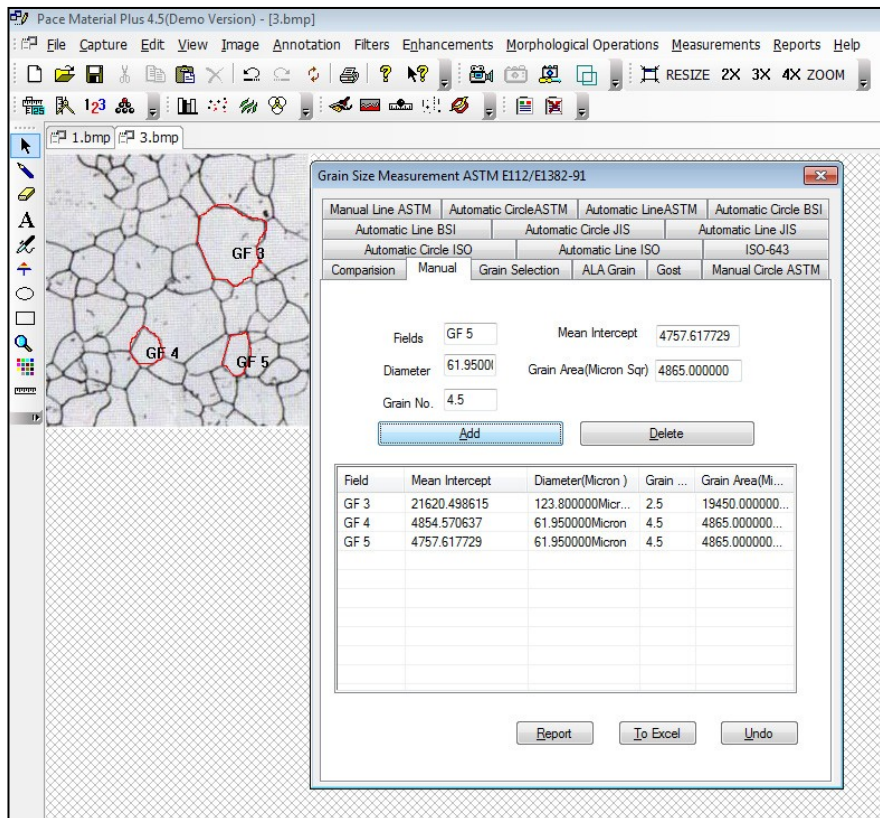 Pace Material Plus 4.5(Demo Version) - [3.bmp]
File Capture Edit View Image Annotation Filters Enhancements Morphological Operations Measurements Reports Help
RESIZE 2X 3X 4X ZOOM
123
1.bmp 3.bmp
A
GF 3
GF 4
GF 5
Grain Size Measurement ASTM E112/E1382-91
Manual Line ASTM Automatic CircleASTM Automatic LineASTM Automatic Circle BSI
Automatic Line BSI Automatic Circle JIS Automatic Line JIS
Automatic Circle ISO Automatic Line ISO ISO-643
Comparision Manual Grain Selection ALA Grain Gost Manual Circle ASTM
Fields GF 5 Mean Intercept 4757.617729
Diameter 61.95000 Grain Area(Micron Sqr) 4865.000000
Grain No. 4.5
Add Delete
Field Mean Intercept Diameter(Micron ) Grain ... Grain Area(Mi...
GF 3 21620.498615 123.800000Micr... 2.5 19450.000000...
GF 4 4854.570637 61.950000Micron 4.5 4865.000000...
GF 5 4757.617729 61.950000Micron 4.5 4865.000000...
Report To Excel Undo